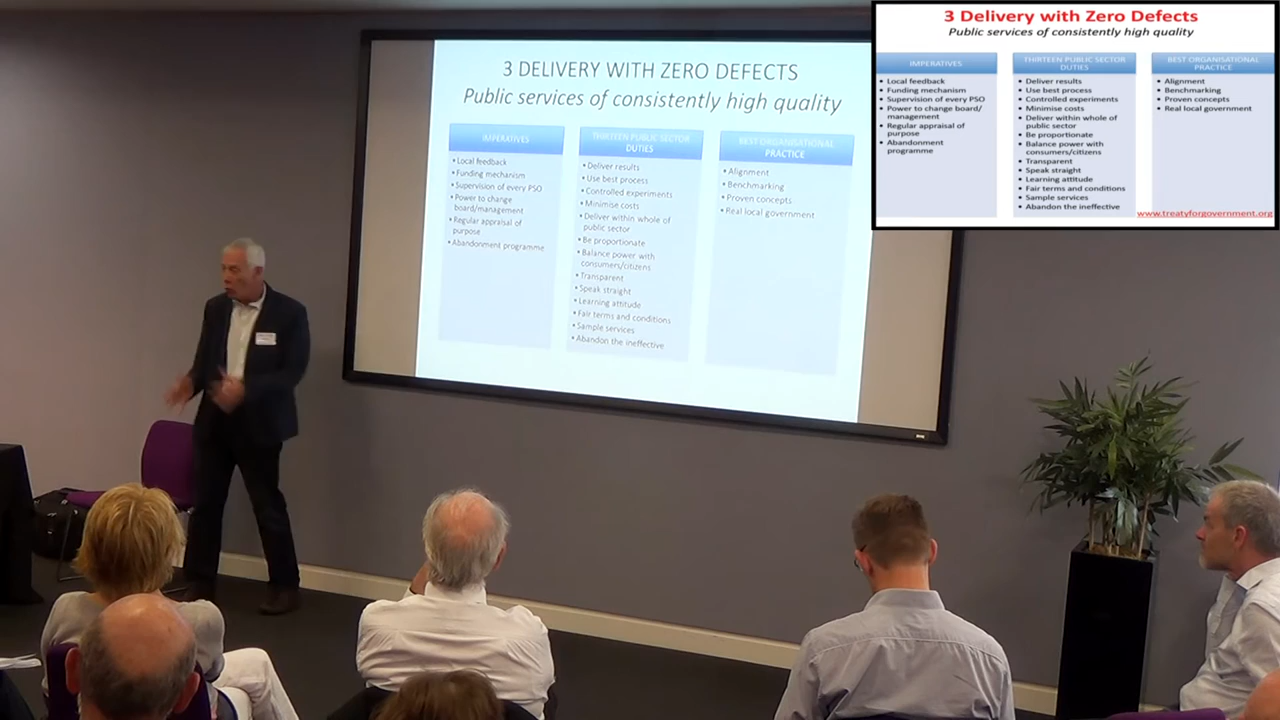 3 DELIVERY WITH ZERO DEFECTS
Public services of consistently high quality
IMPERATIVES
• Local feedback
• Funding mechanism
• Supervision of every PSO
• Power to change
board/management
• Regular appraisal of
purpose
• Abandonment programme
THIRTEEN PUBLIC SECTOR
DUTIES
• Deliver results
• Use best process
• Controlled experiments
• Minimise costs
• Deliver within whole of
public sector
• Be proportionate
• Balance power with
consumers/citizens
• Transparent
• Speak straight
• Learning attitude
• Fair terms and conditions
• Sample services
• Abandon the ineffective
BEST ORGANISATIONAL
PRACTICE
• Alignment
• Benchmarking
• Proven concepts
• Real local government
3 Delivery with Zero Defects
Public services of consistently high quality
IMPERATIVES
• Local feedback
• Funding mechanism
• Supervision of every PSO
• Power to change board/
management
• Regular appraisal of
purpose
• Abandonment
programme
THIRTEEN PUBLIC SECTOR
DUTIES
• Deliver results
• Use best process
• Controlled experiments
• Minimise costs
• Deliver within whole of
public sector
• Be proportionate
• Balance power with
consumers/citizens
• Transparent
• Speak straight
• Learning attitude
• Fair terms and conditions
• Sample services
• Abandon the ineffective
BEST ORGANISATIONAL
PRACTICE
• Alignment
• Benchmarking
• Proven concepts
• Real local government
www.treatyforgovernment.org